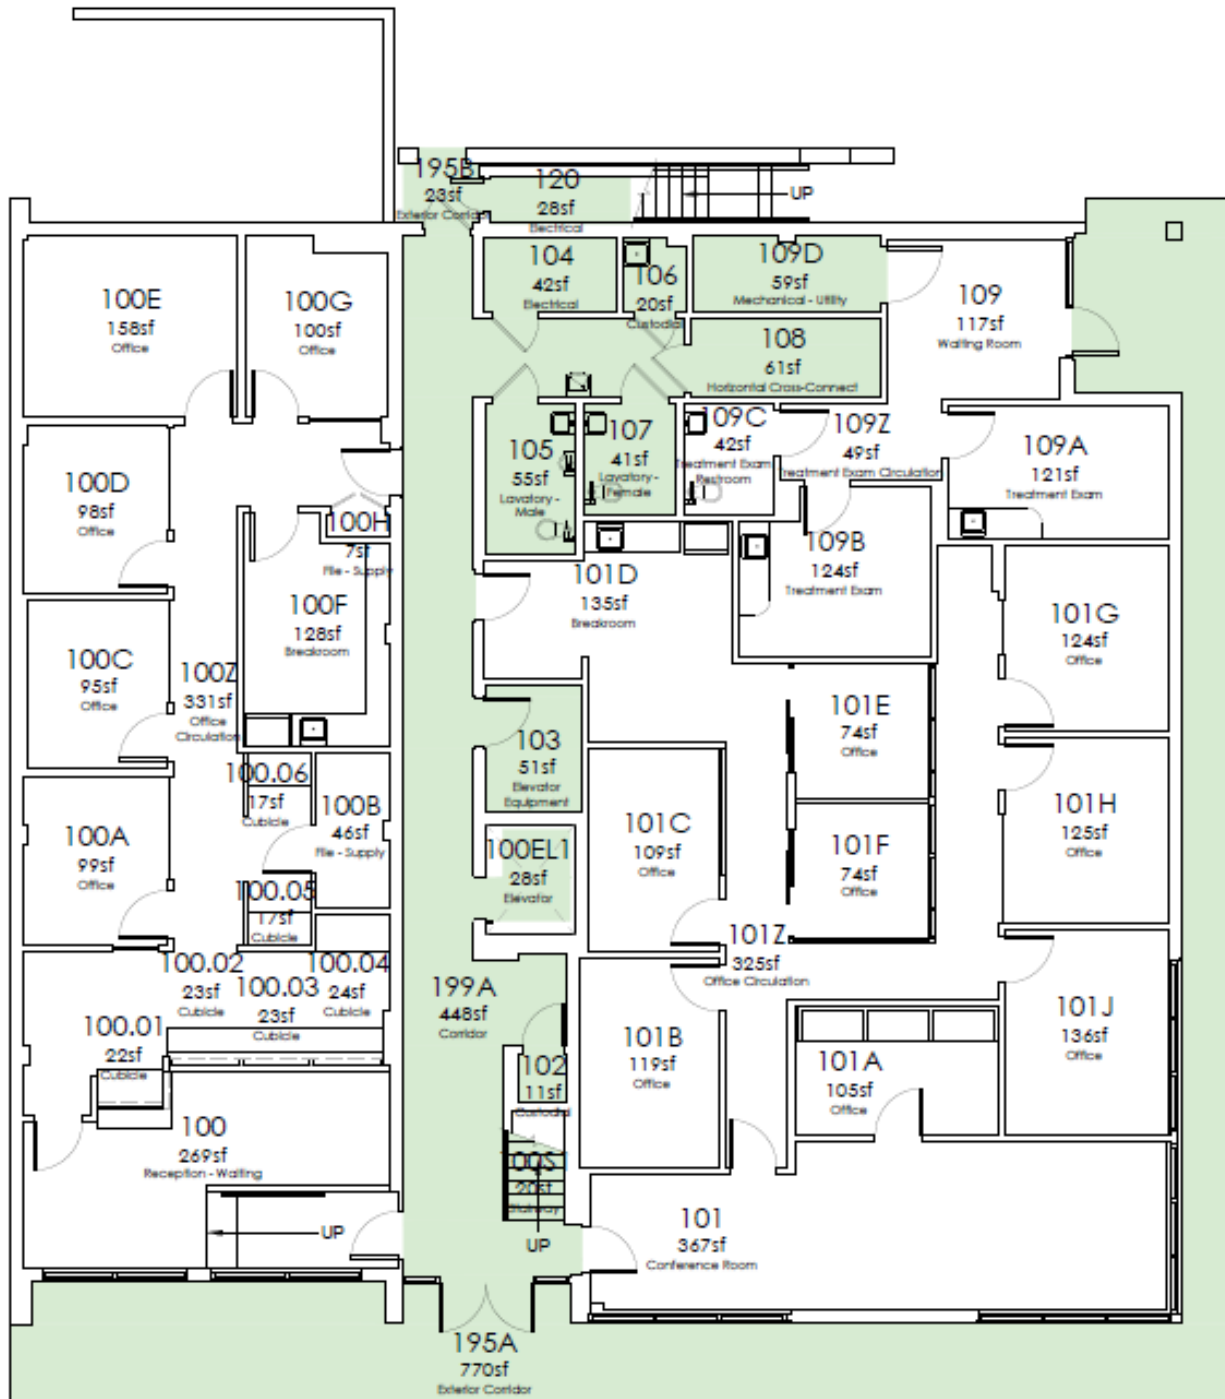 195B
23sf
Exterior Corridor
120
28sf
Electrical
UP
104
42sf
Electrical
106
20sf
Custodial
109D
59sf
Mechanical - Utility
109
117sf
Waiting Room
100E
158sf
Office
100G
100sf
Office
108
61sf
Horizontal Cross-Connect
105
55sf
Lavatory -
Male
107
41sf
Lavatory -
Female
109C
42sf
Treatment Exam
Restroom
109Z
49sf
Treatment Exam Circulation
109A
121sf
Treatment Exam
100D
98sf
Office
100H
7sf
File - Supply
109B
124sf
Treatment Exam
101D
135sf
Breakroom
100F
128sf
Breakroom
101G
124sf
Office
100C
95sf
Office
100Z
331sf
Office
Circulation
101E
74sf
Office
103
51sf
Elevator
Equipment
101H
125sf
Office
100.06
17sf
Cubicle
100B
46sf
File - Supply
100A
99sf
Office
101C
109sf
Office
101F
74sf
Office
100EL1
28sf
Elevator
100.05
17sf
Cubicle
101Z
325sf
Office Circulation
100.02
23sf
Cubicle
100.03
23sf
Cubicle
100.04
24sf
Cubicle
199A
448sf
Corridor
100.01
22sf
Cubicle
101B
119sf
Office
101J
136sf
Office
101A
105sf
Office
102
11sf
Custodial
100
269sf
Reception - Waiting
100S1
20sf
Stairway
UP
UP
101
367sf
Conference Room
195A
770sf
Exterior Corridor